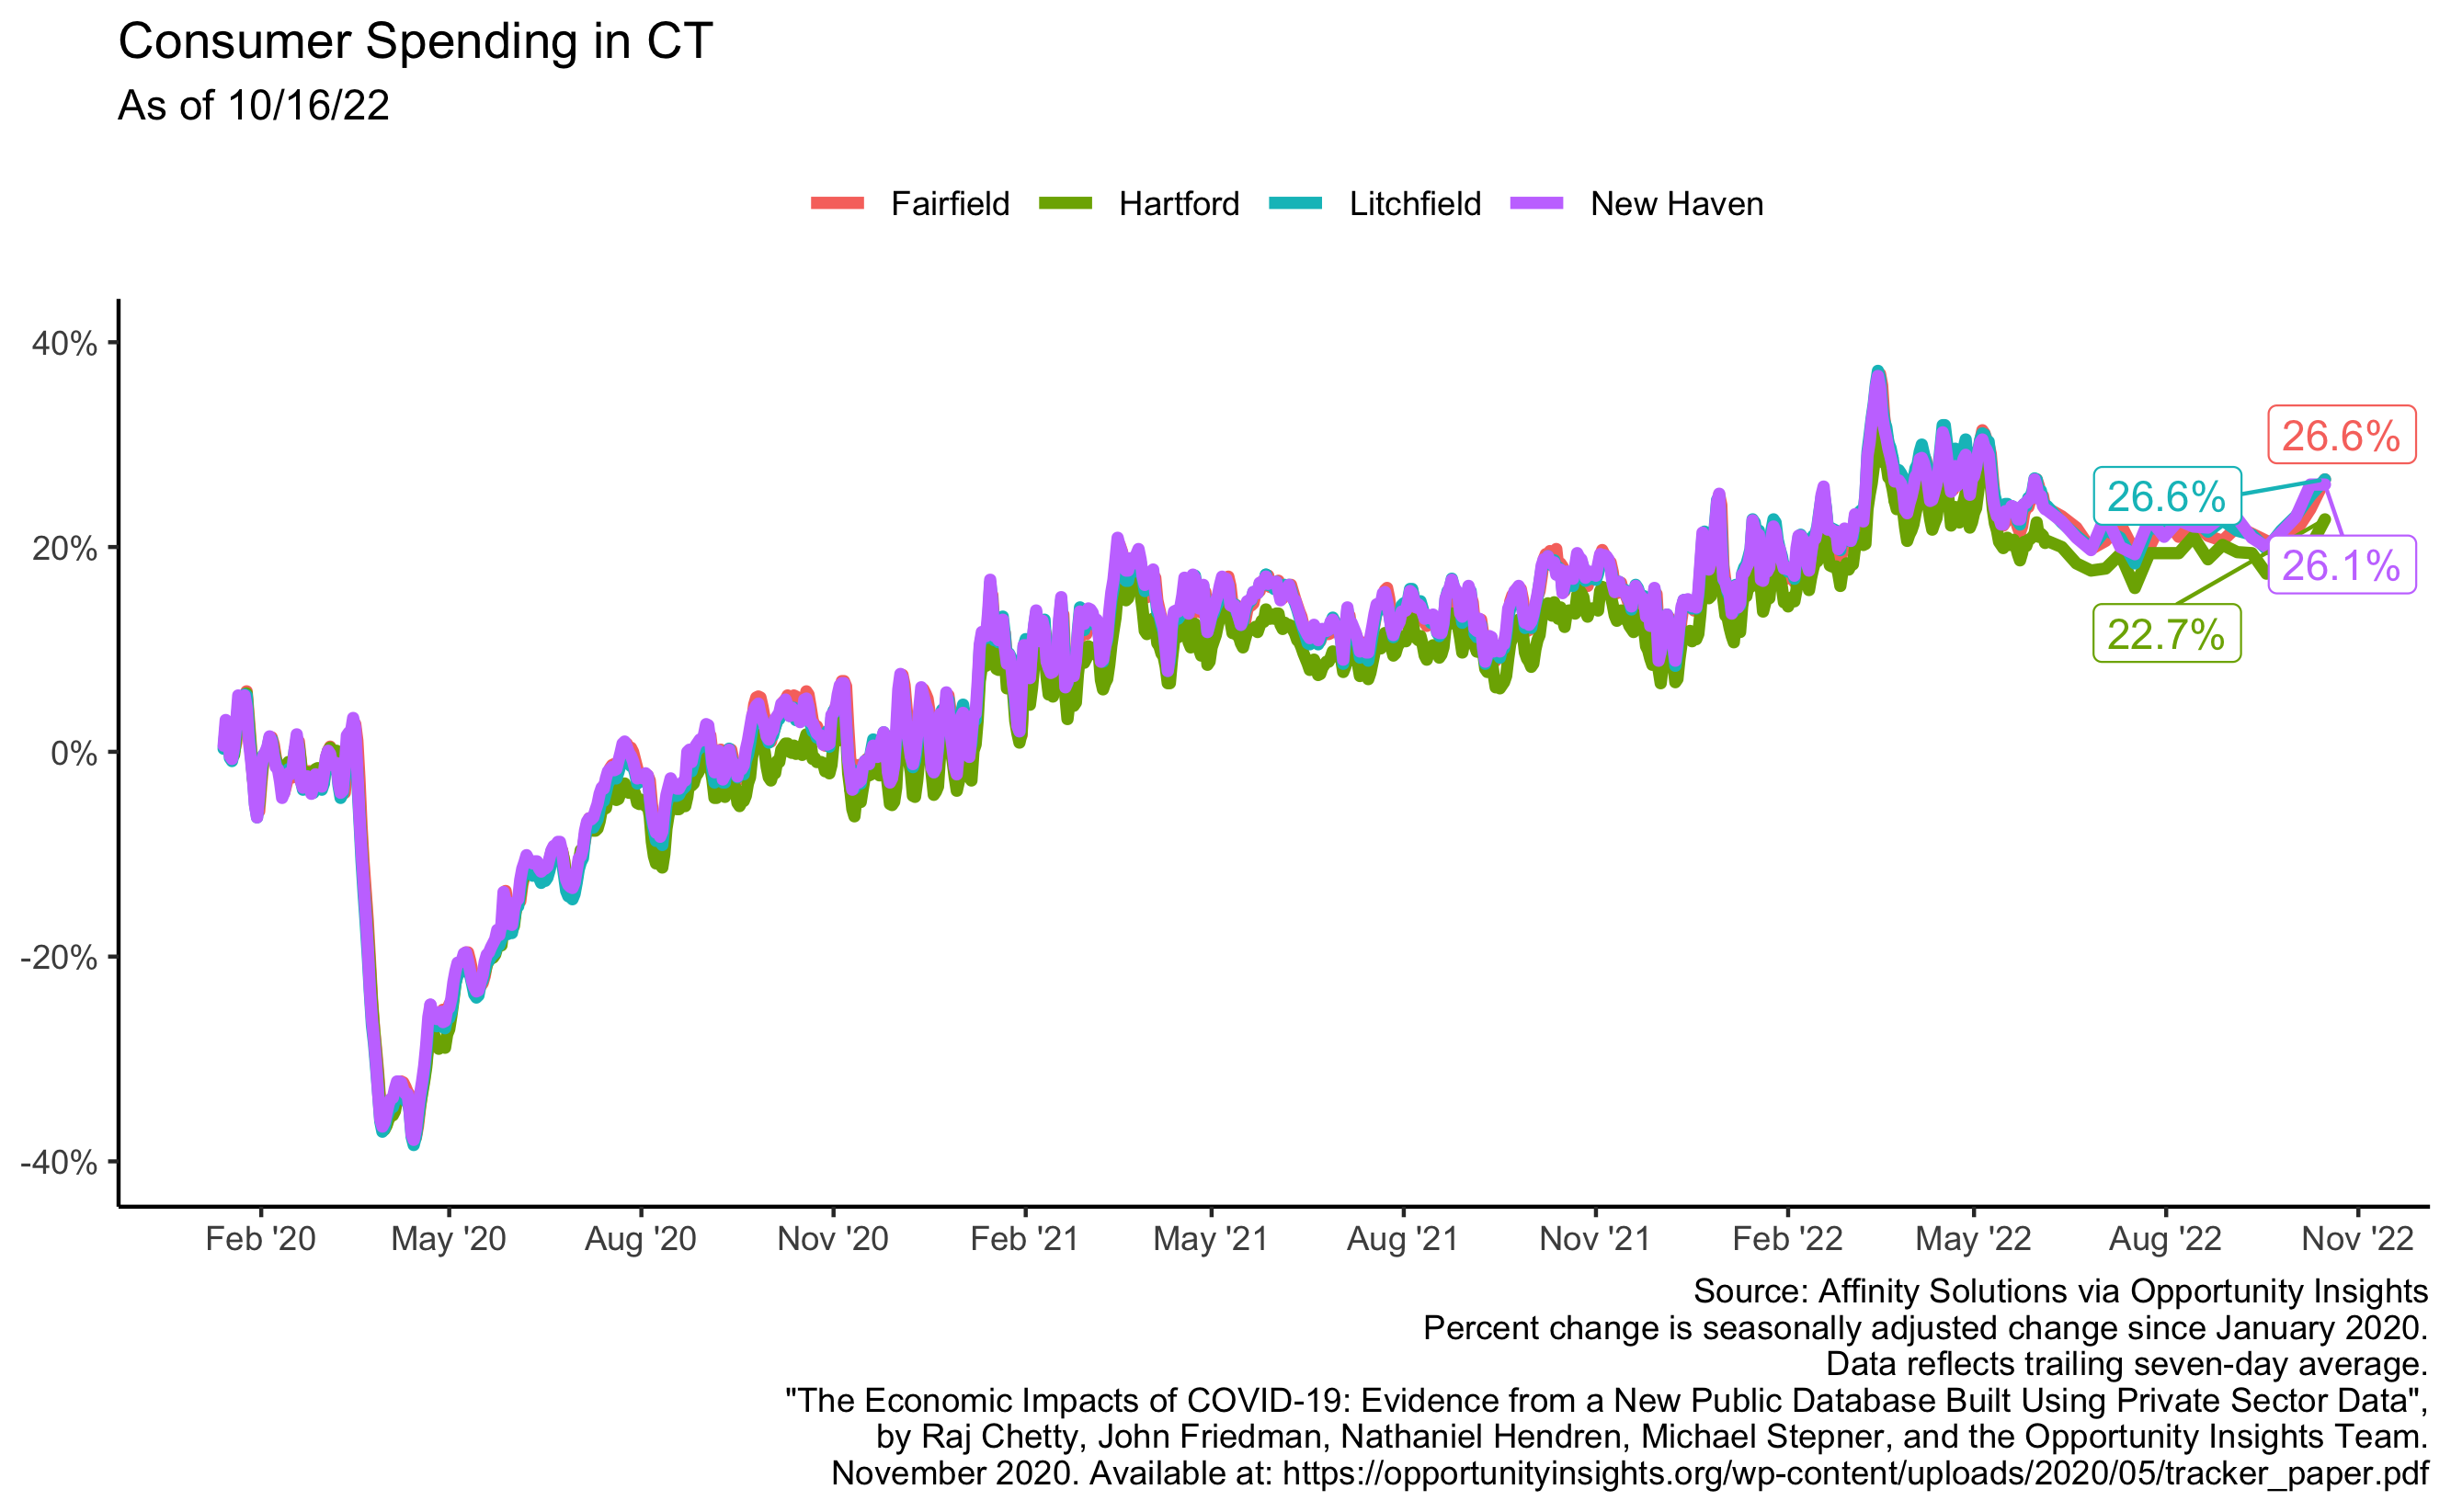 Consumer Spending in CT
As of 10/16/22
Fairfield Hartford Litchfield New Haven
40%
20%
0%
-20%
-40%
26.6%
26.6%
26.1%
22.7%
Feb '20 May '20 Aug '20 Nov '20 Feb '21 May '21 Aug '21 Nov '21 Feb '22 May '22 Aug '22 Nov '22
Source: Affinity Solutions via Opportunity Insights
Percent change is seasonally adjusted change since January 2020.
Data reflects trailing seven-day average.
"The Economic Impacts of COVID-19: Evidence from a New Public Database Built Using Private Sector Data",
by Raj Chetty, John Friedman, Nathaniel Hendren, Michael Stepner, and the Opportunity Insights Team.
November 2020. Available at: https://opportunityinsights.org/wp-content/uploads/2020/05/tracker_paper.pdf